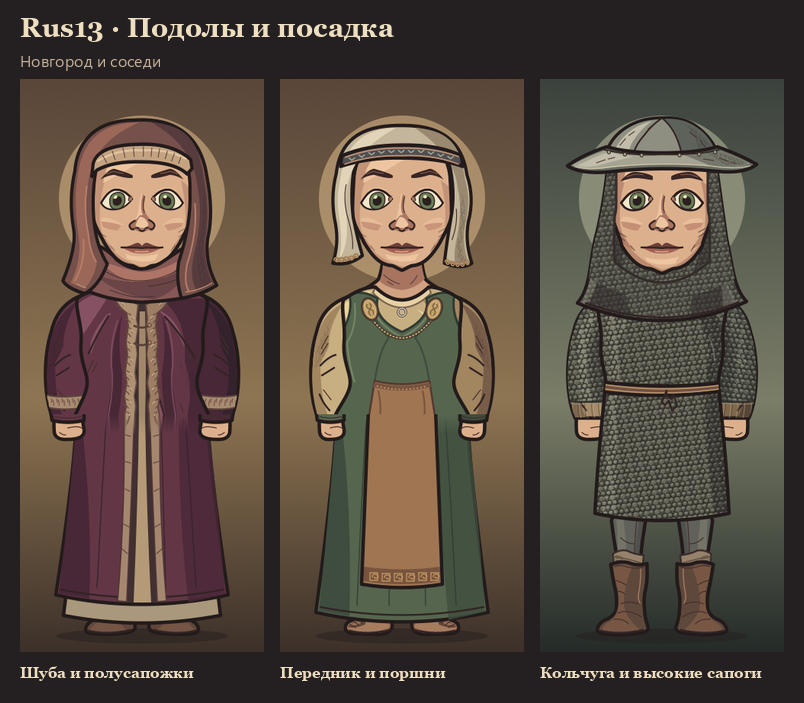 Rus13 · Подолы и посадка
Новгород и соседи
Шуба и полусапожки
Передник и поршни
Кольчуга и высокие сапоги